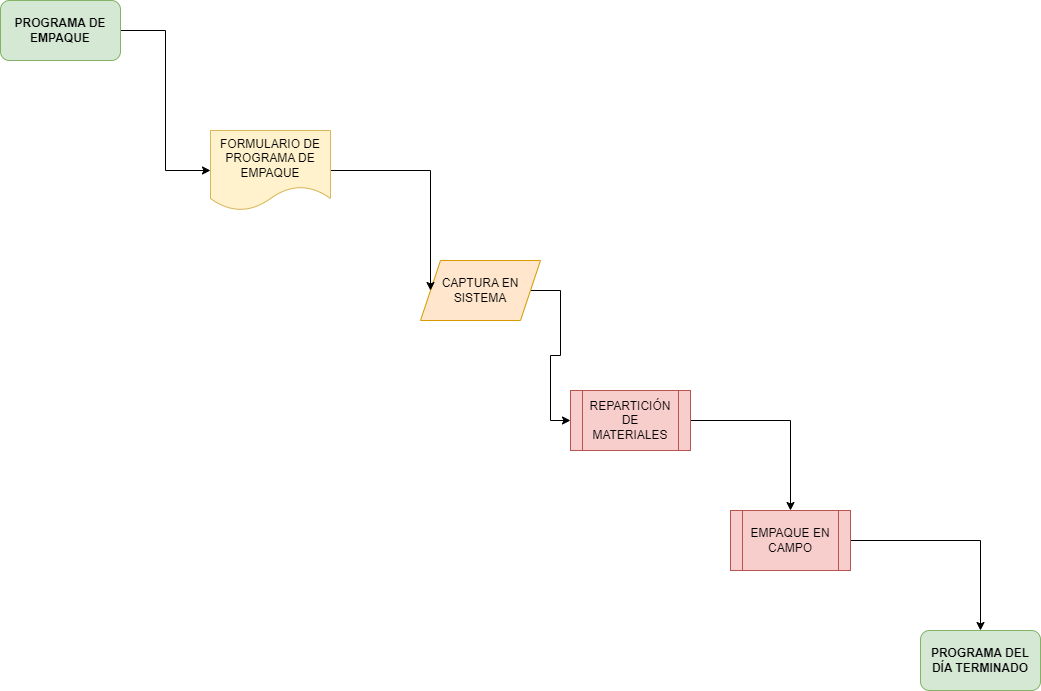 PROGRAMA DE
EMPAQUE
FORMULARIO DE
PROGRAMA DE
EMPAQUE
CAPTURA EN
SISTEMA
REPARTICIÓN
DE
MATERIALES
EMPAQUE EN
CAMPO
PROGRAMA DEL
DÍA TERMINADO